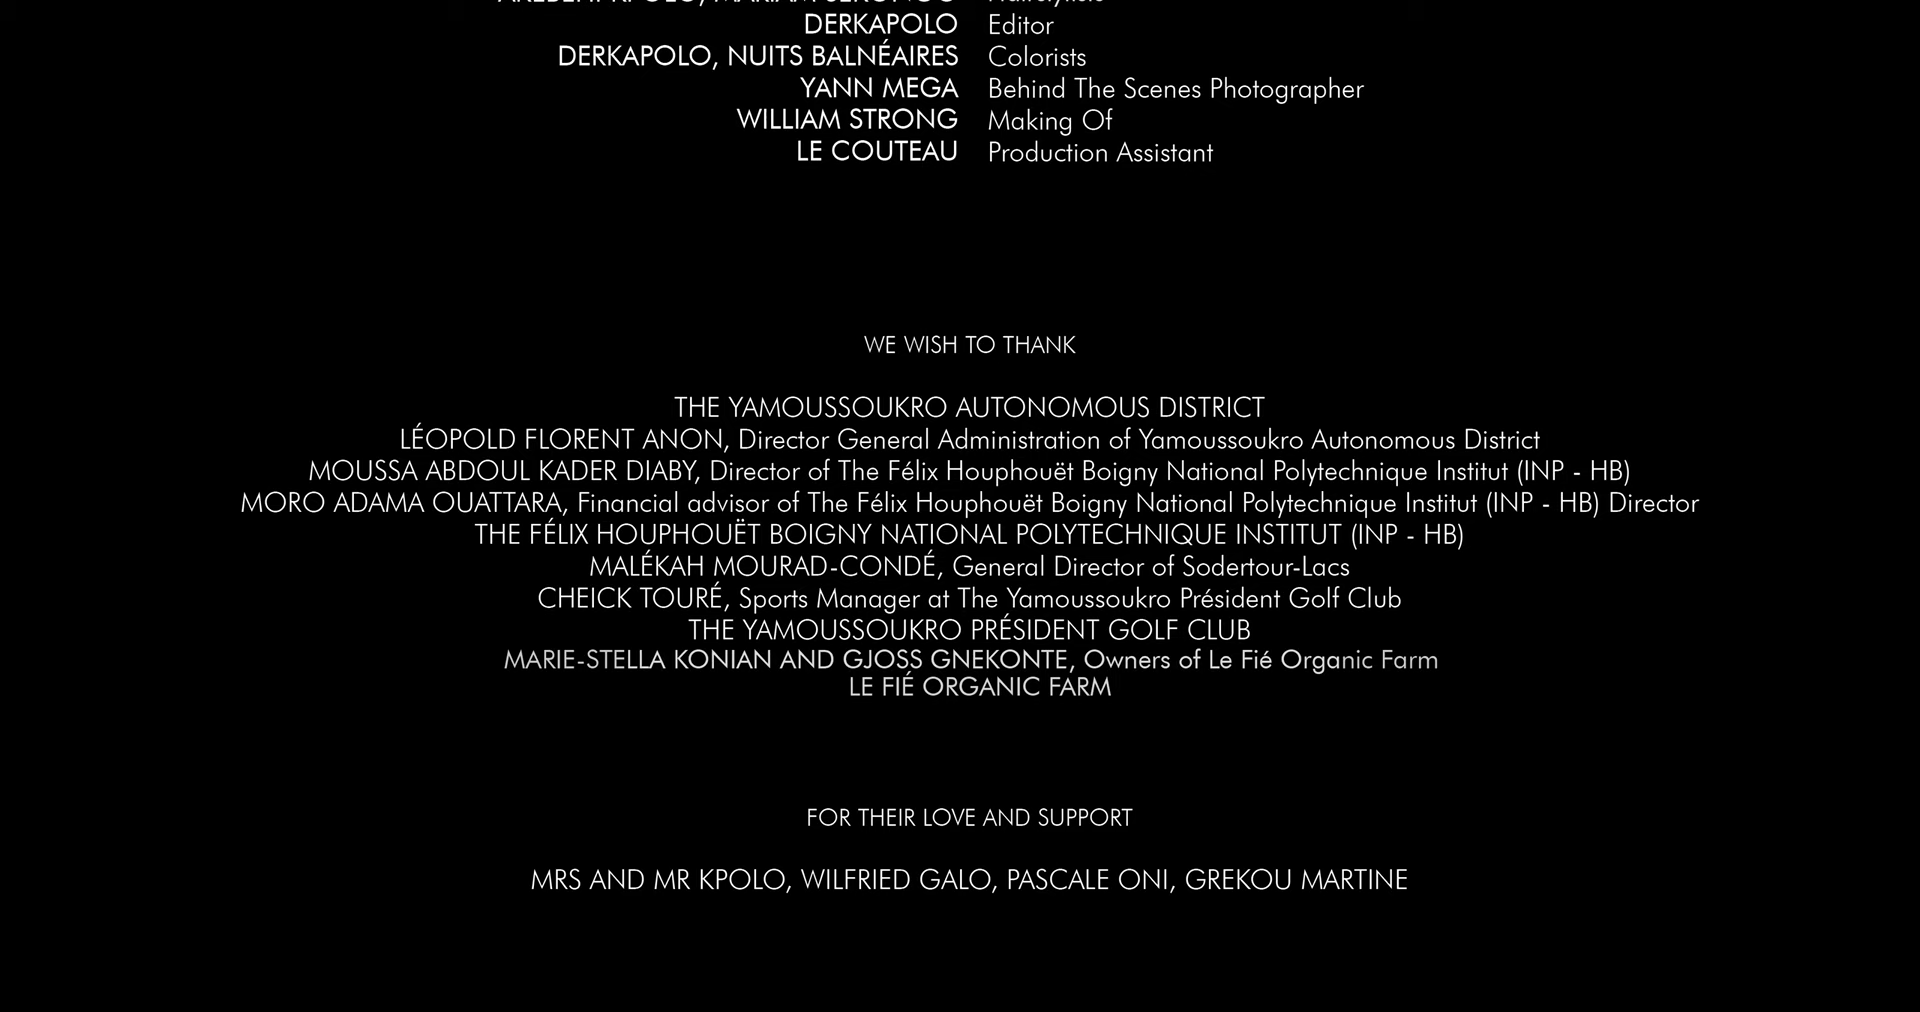 DERKAPOLO Editor
DERKAPOLO, NUITS BALNÉAIRES Colorists
YANN MEGA Behind The Scenes Photographer
WILLIAM STRONG Making Of
LE COUTEAU Production Assistant
WE WISH TO THANK
THE YAMOUSSOUKRO AUTONOMOUS DISTRICT
LÉOPOLD FLORENT ANON, Director General Administration of Yamoussoukro Autonomous District
MOUSSA ABDOUL KADER DIABY, Director of The Félix Houphouët Boigny National Polytechnique Institut (INP - HB)
MORO ADAMA OUATTARA, Financial advisor of The Félix Houphouët Boigny National Polytechnique Institut (INP - HB) Director
THE FÉLIX HOUPHOUËT BOIGNY NATIONAL POLYTECHNIQUE INSTITUT (INP - HB)
MALÉKAH MOURAD-CONDÉ, General Director of Sodertour-Lacs
CHEICK TOURÉ, Sports Manager at The Yamoussoukro Président Golf Club
THE YAMOUSSOUKRO PRÉSIDENT GOLF CLUB
MARIE-STELLA KONIAN AND GJOSS GNEKONTE, Owners of Le Fié Organic Farm
LE FIÉ ORGANIC FARM
FOR THEIR LOVE AND SUPPORT
MRS AND MR KPOLO, WILFRIED GALO, PASCALE ONI, GREKOU MARTINE